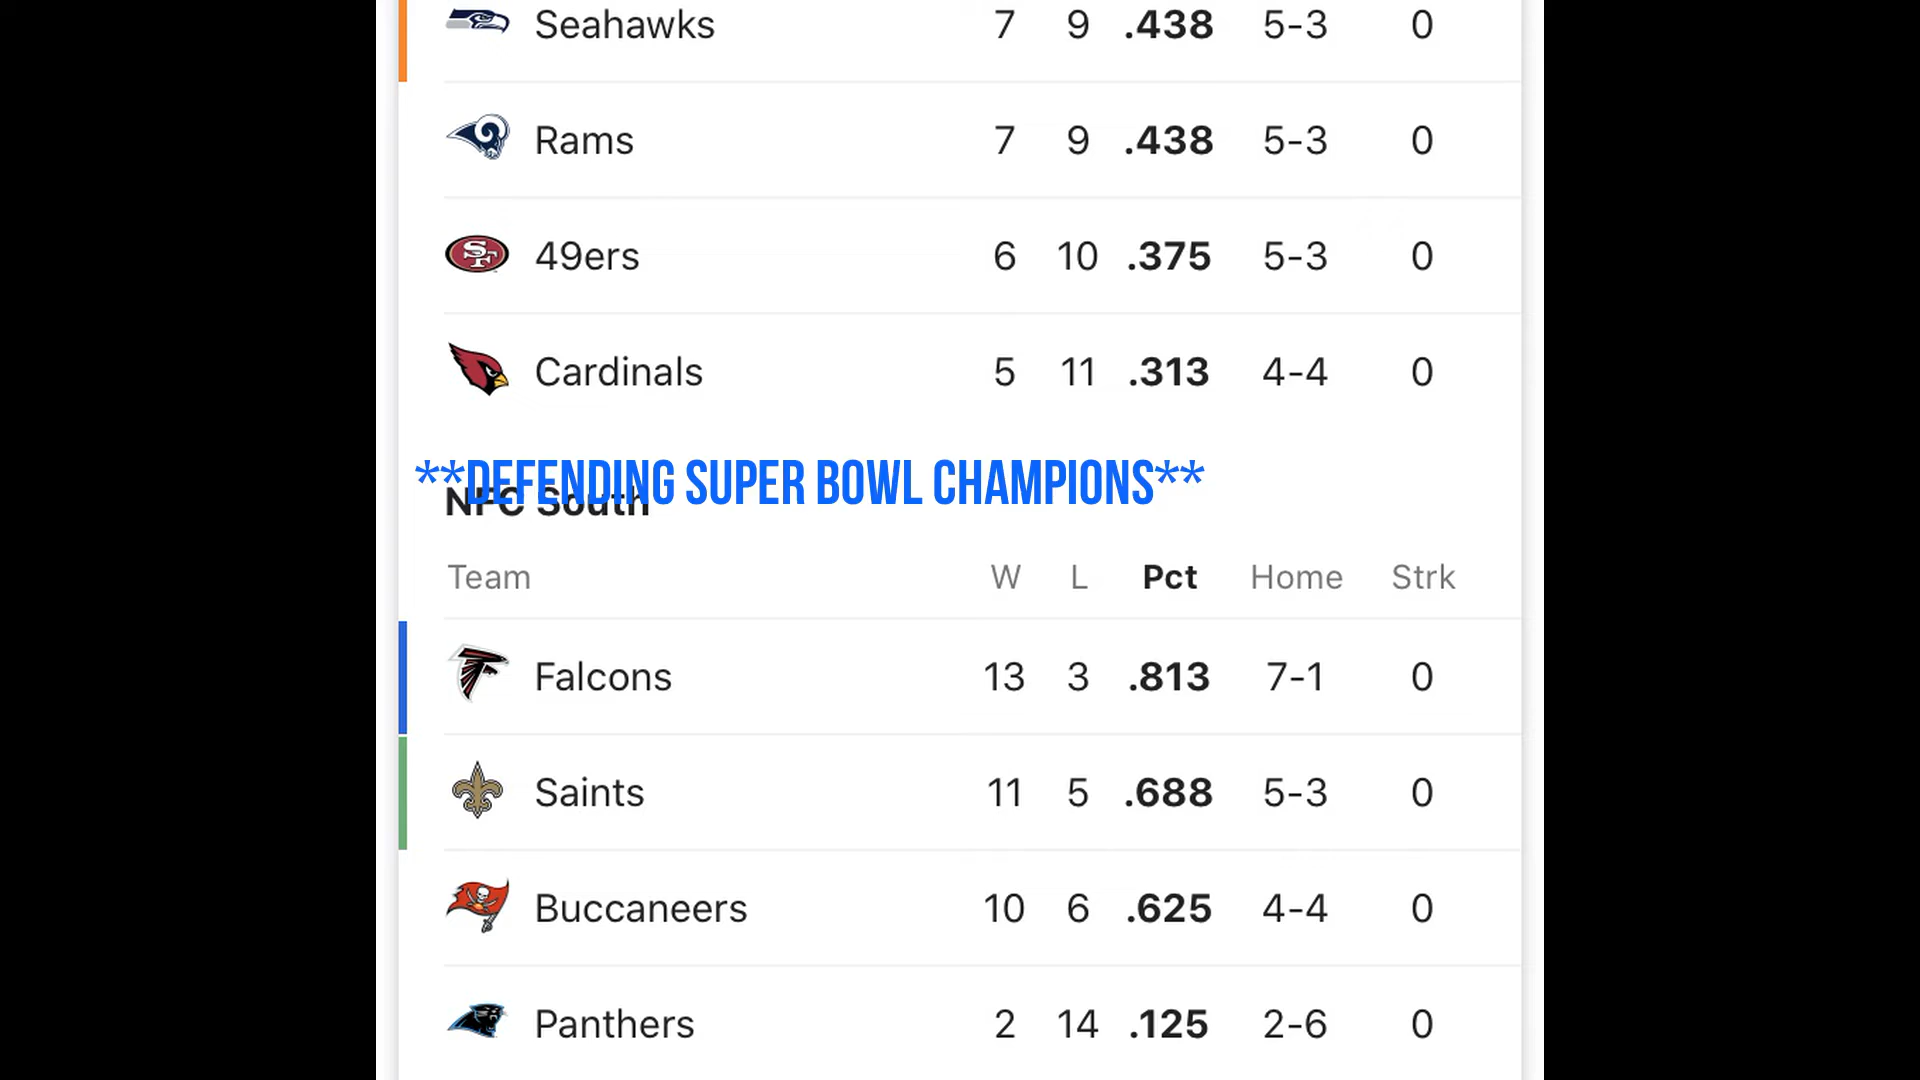 Seahawks 7 9 .438 5-3 0
Rams 7 9 .438 5-3 0
49ers 6 10 .375 5-3 0
Cardinals 5 11 .313 4-4 0
**DEFENDING SUPER BOWL CHAMPIONS**
NFC South
Team W L Pct Home Strk
Falcons 13 3 .813 7-1 0
Saints 11 5 .688 5-3 0
Buccaneers 10 6 .625 4-4 0
Panthers 2 14 .125 2-6 0